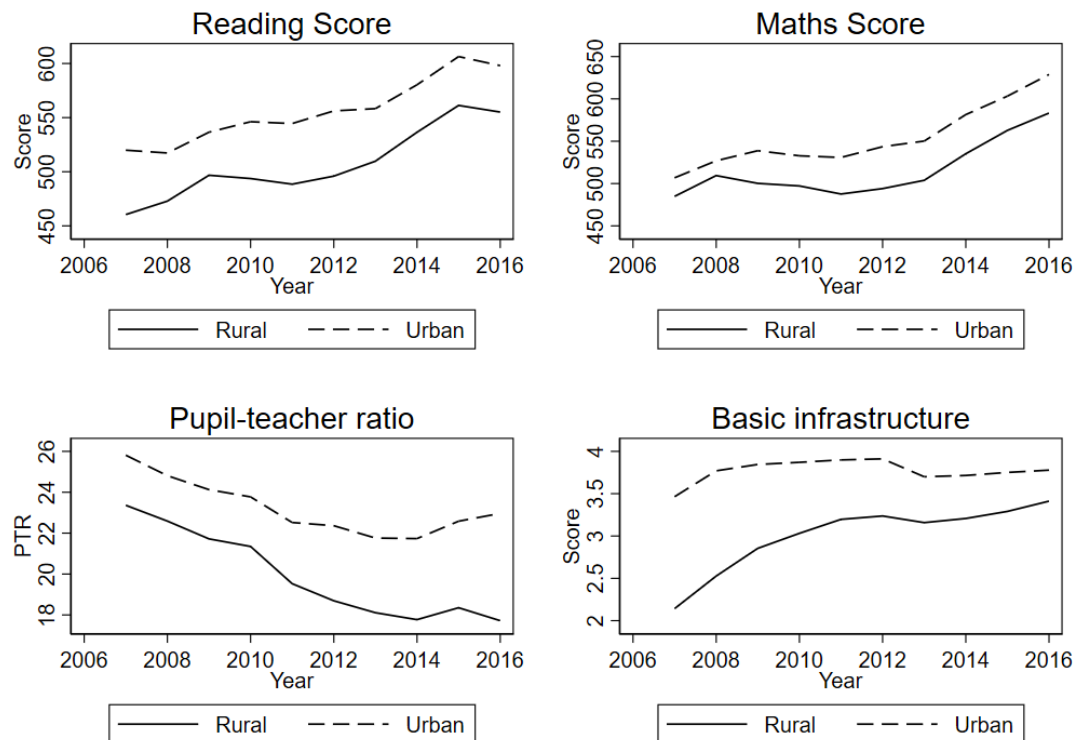 Reading Score
Score
600
550
500
450
2006 2008 2010 2012 2014 2016
Year
Rural Urban
Maths Score
Score
650
600
550
500
450
2006 2008 2010 2012 2014 2016
Year
Rural Urban
Pupil-teacher ratio
PTR
26
24
22
20
18
2006 2008 2010 2012 2014 2016
Year
Rural Urban
Basic infrastructure
Score
4
3.5
3
2.5
2
2006 2008 2010 2012 2014 2016
Year
Rural Urban